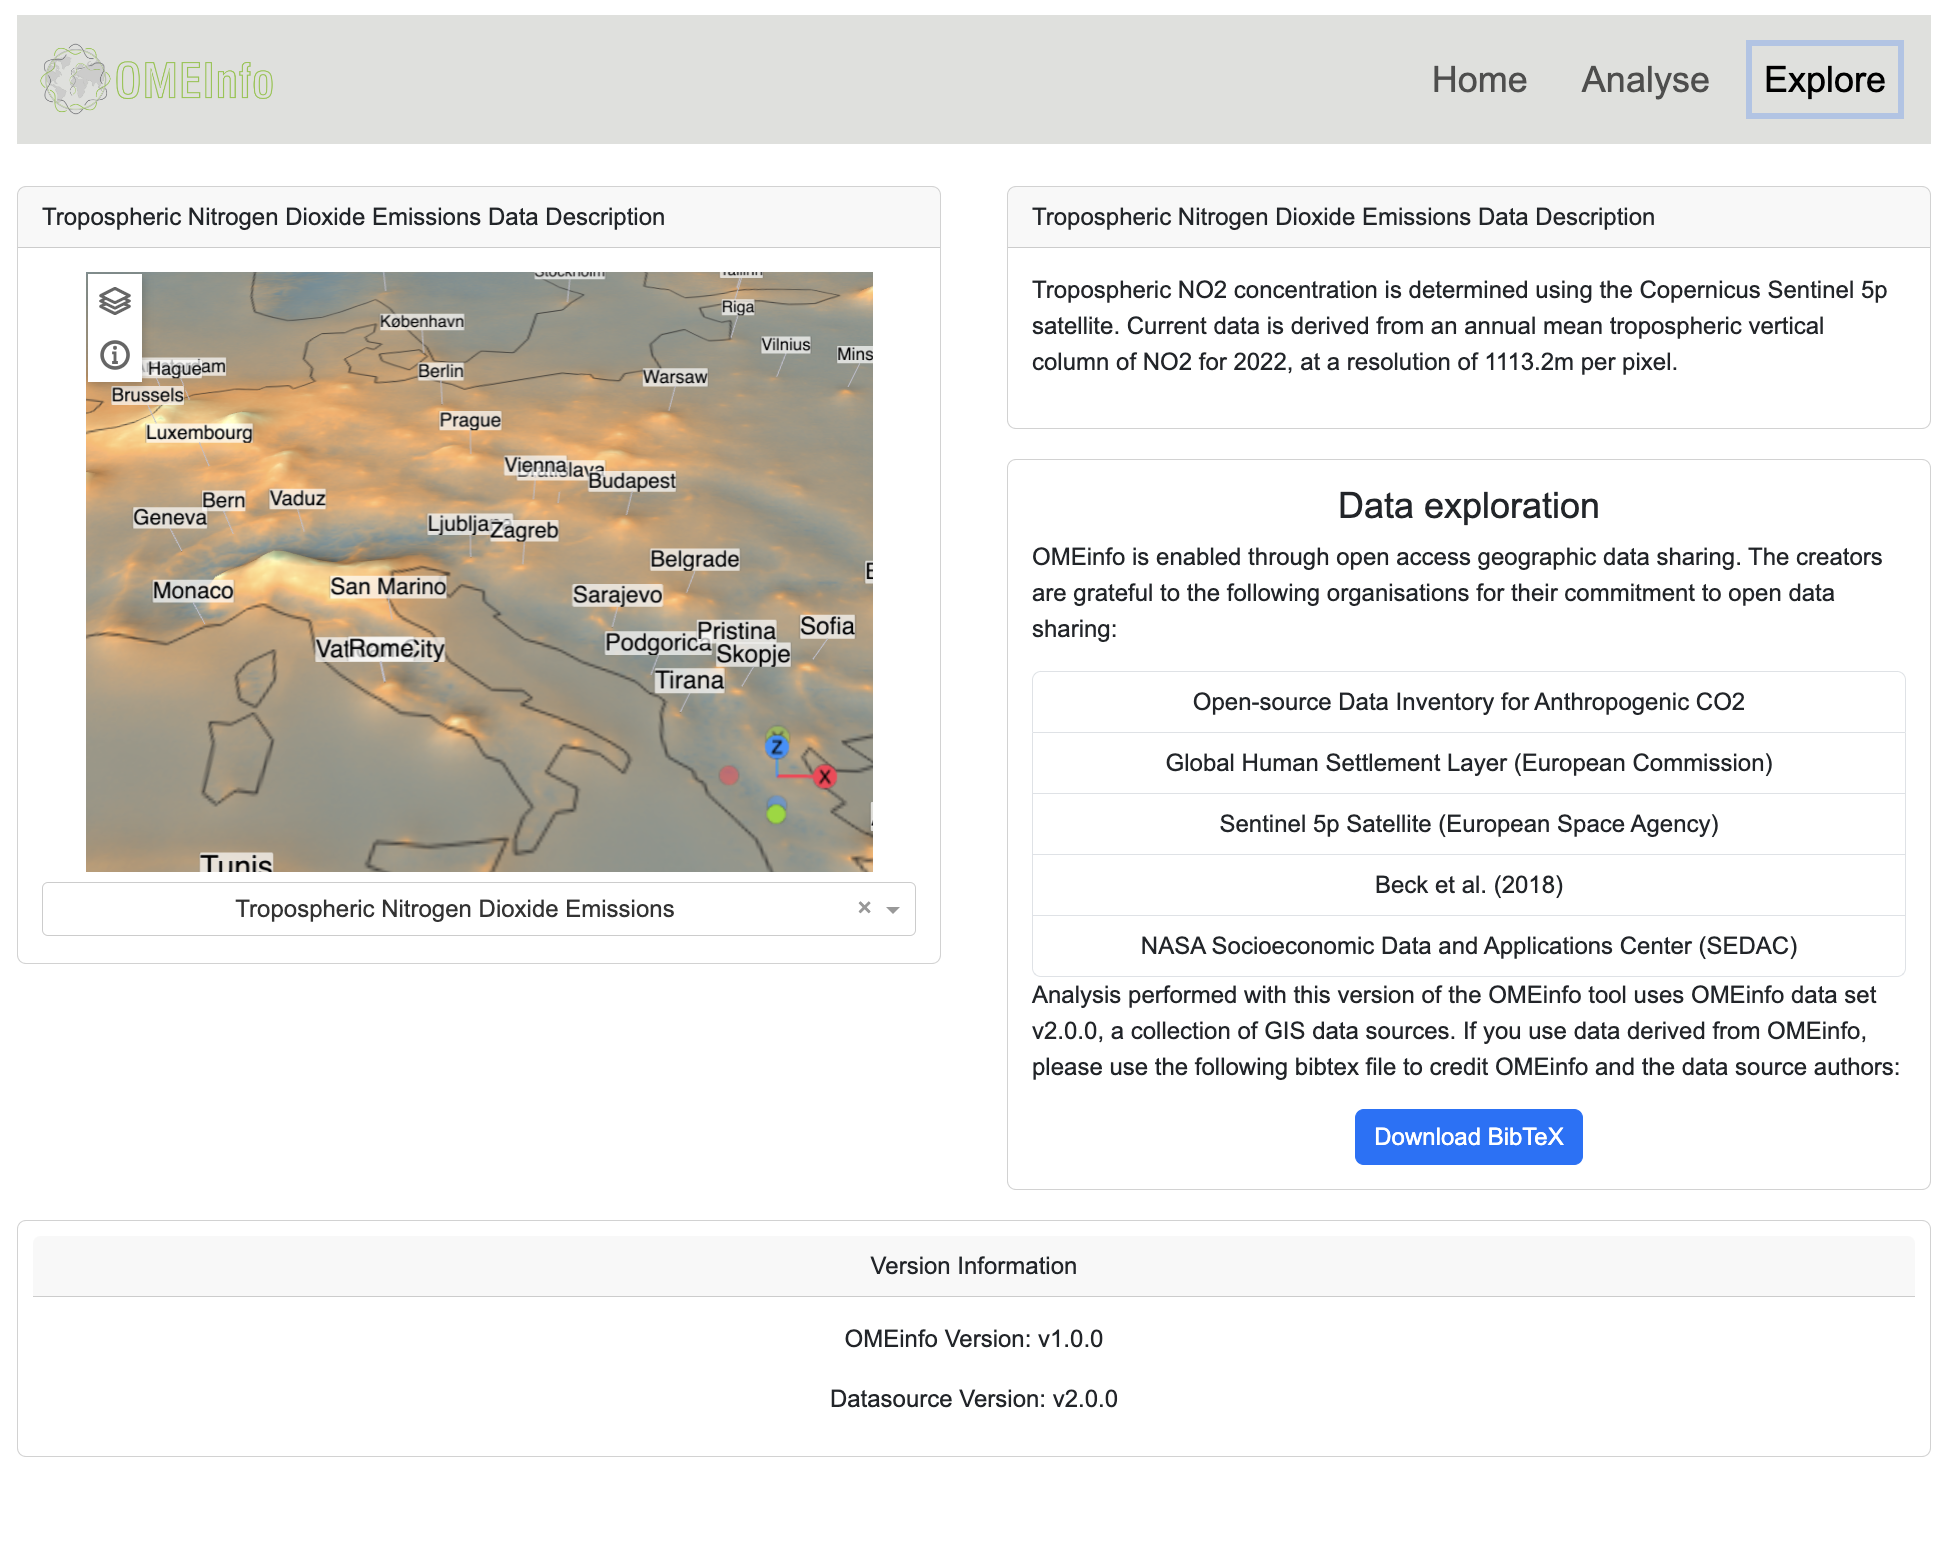 OMEInfo
Home
Analyse
Explore
Tropospheric Nitrogen Dioxide Emissions Data Description
Stockholm
Tallinn
Riga
København
Vilnius
Mins
Hague
am
Berlin
Warsaw
Brussels
Prague
Luxembourg
Vienna
lava
Budapest
Bern
Vaduz
Geneva
Ljublja
Zagreb
Belgrade
E
Monaco
San Marino
Sarajevo
Sofia
Pristina
Podgorica
Vat
Rome
City
Skopje
Tirana
Y
Z
X
Tunis
Tropospheric Nitrogen Dioxide Emissions
×
Tropospheric Nitrogen Dioxide Emissions Data Description
Tropospheric NO2 concentration is determined using the Copernicus Sentinel 5p
satellite. Current data is derived from an annual mean tropospheric vertical
column of NO2 for 2022, at a resolution of 1113.2m per pixel.
Data exploration
OMEinfo is enabled through open access geographic data sharing. The creators
are grateful to the following organisations for their commitment to open data
sharing:
Open-source Data Inventory for Anthropogenic CO2
Global Human Settlement Layer (European Commission)
Sentinel 5p Satellite (European Space Agency)
Beck et al. (2018)
NASA Socioeconomic Data and Applications Center (SEDAC)
Analysis performed with this version of the OMEinfo tool uses OMEinfo data set
v2.0.0, a collection of GIS data sources. If you use data derived from OMEinfo,
please use the following bibtex file to credit OMEinfo and the data source authors:
Download BibTeX
Version Information
OMEinfo Version: v1.0.0
Datasource Version: v2.0.0